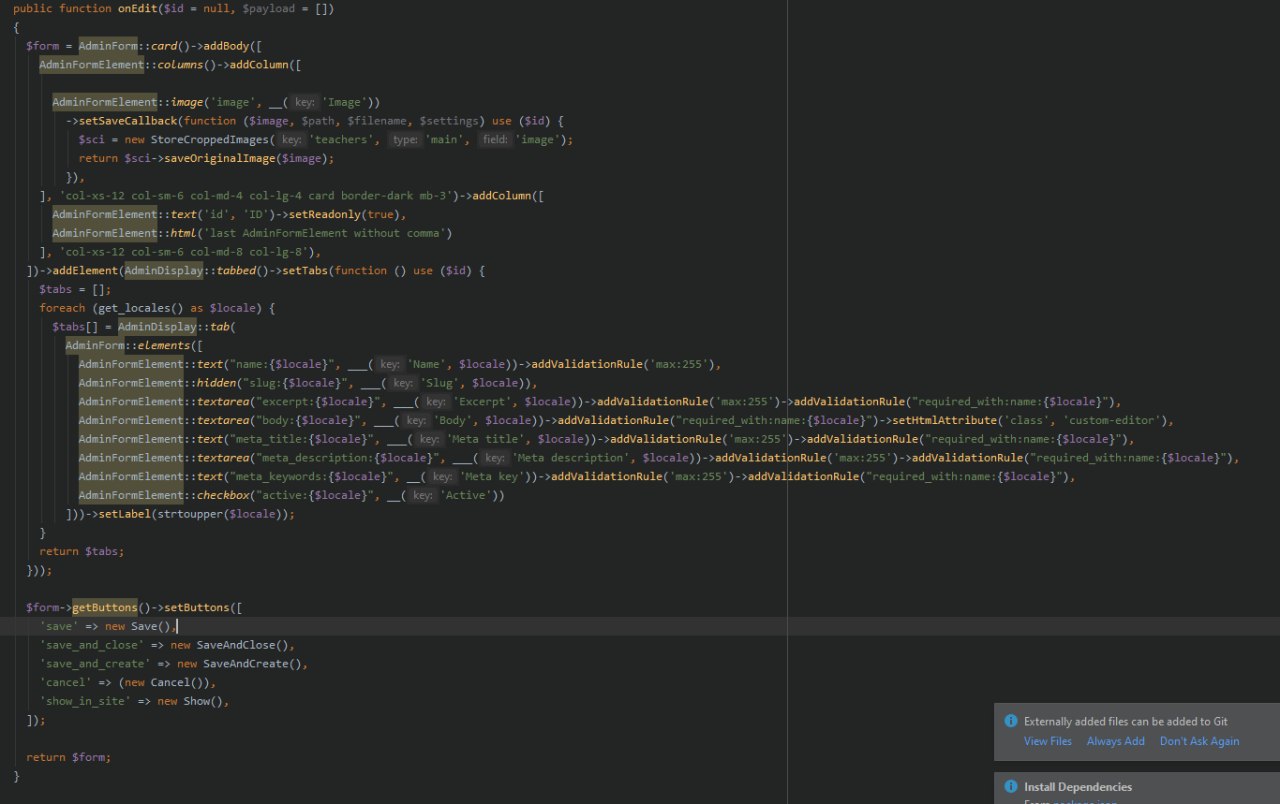 public function onEdit($id = null, $payload = [])
{
$form = AdminForm::card()->addBody([
AdminFormElement::columns()->addColumn([
AdminFormElement::image('image', __( key: 'Image'))
->setSaveCallback(function ($image, $path, $filename, $settings) use ($id) {
$sci = new StoreCroppedImages( key: 'teachers', type: 'main', field: 'image');
return $sci->saveOriginalImage($image);
}),
], 'col-xs-12 col-sm-6 col-md-4 col-lg-4 card border-dark mb-3')->addColumn([
AdminFormElement::text('id', 'ID')->setReadonly(true),
AdminFormElement::html('last AdminFormElement without comma')
], 'col-xs-12 col-sm-6 col-md-8 col-lg-8'),
])->addElement(AdminDisplay::tabbed()->setTabs(function () use ($id) {
$tabs = [];
foreach (get_locales() as $locale) {
$tabs[] = AdminDisplay::tab(
AdminForm::elements([
AdminFormElement::text("name:{$locale}", ___( key: 'Name', $locale))->addValidationRule('max:255'),
AdminFormElement::hidden("slug:{$locale}", ___( key: 'Slug', $locale)),
AdminFormElement::textarea("excerpt:{$locale}", ___( key: 'Excerpt', $locale))->addValidationRule('max:255')->addValidationRule("required_with:name:{$locale}"),
AdminFormElement::textarea("body:{$locale}", ___( key: 'Body', $locale))->addValidationRule("required_with:name:{$locale}")->setHtmlAttribute('class', 'custom-editor'),
AdminFormElement::text("meta_title:{$locale}", ___( key: 'Meta title', $locale))->addValidationRule('max:255')->addValidationRule("required_with:name:{$locale}"),
AdminFormElement::textarea("meta_description:{$locale}", ___( key: 'Meta description', $locale))->addValidationRule('max:255')->addValidationRule("required_with:name:{$locale}"),
AdminFormElement::text("meta_keywords:{$locale}", __( key: 'Meta key'))->addValidationRule('max:255')->addValidationRule("required_with:name:{$locale}"),
AdminFormElement::checkbox("active:{$locale}", __( key: 'Active'))
]))->setLabel(strtoupper($locale));
}
return $tabs;
}));
$form->getButtons()->setButtons([
'save' => new Save(),
'save_and_close' => new SaveAndClose(),
'save_and_create' => new SaveAndCreate(),
'cancel' => (new Cancel()),
'show_in_site' => new Show(),
]);
return $form;
}
Externally added files can be added to Git
View Files Always Add Don't Ask Again
Install Dependencies